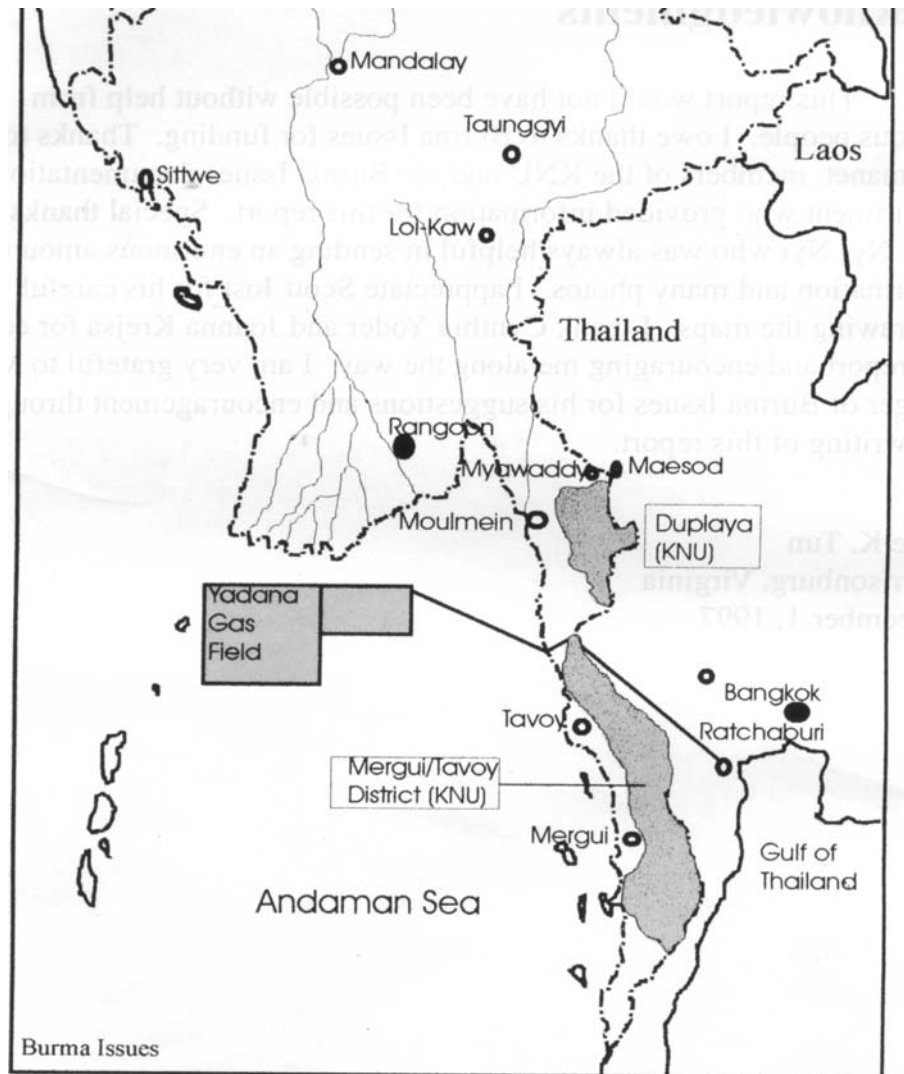 Mandalay
Taunggyi
Laos
Sittwe
Loi-Kaw
Thailand
Rangoon
Myawaddy
Maesod
Moulmein
Duplaya
(KNU)
Yadana
Gas
Field
Bangkok
Tavoy
Ratchaburi
Mergui/Tavoy
District (KNU)
Mergui
Gulf of
Thailand
Andaman Sea
Burma Issues